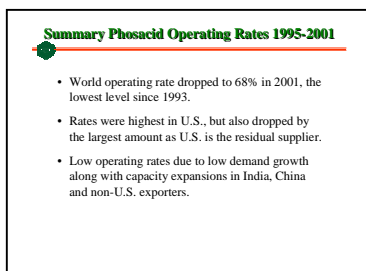 Summary Phosacid Operating Rates 1995-2001
• World operating rate dropped to 68% in 2001, the
lowest level since 1993.
• Rates were highest in U.S., but also dropped by
the largest amount as U.S. is the residual supplier.
• Low operating rates due to low demand growth
along with capacity expansions in India, China
and non-U.S. exporters.